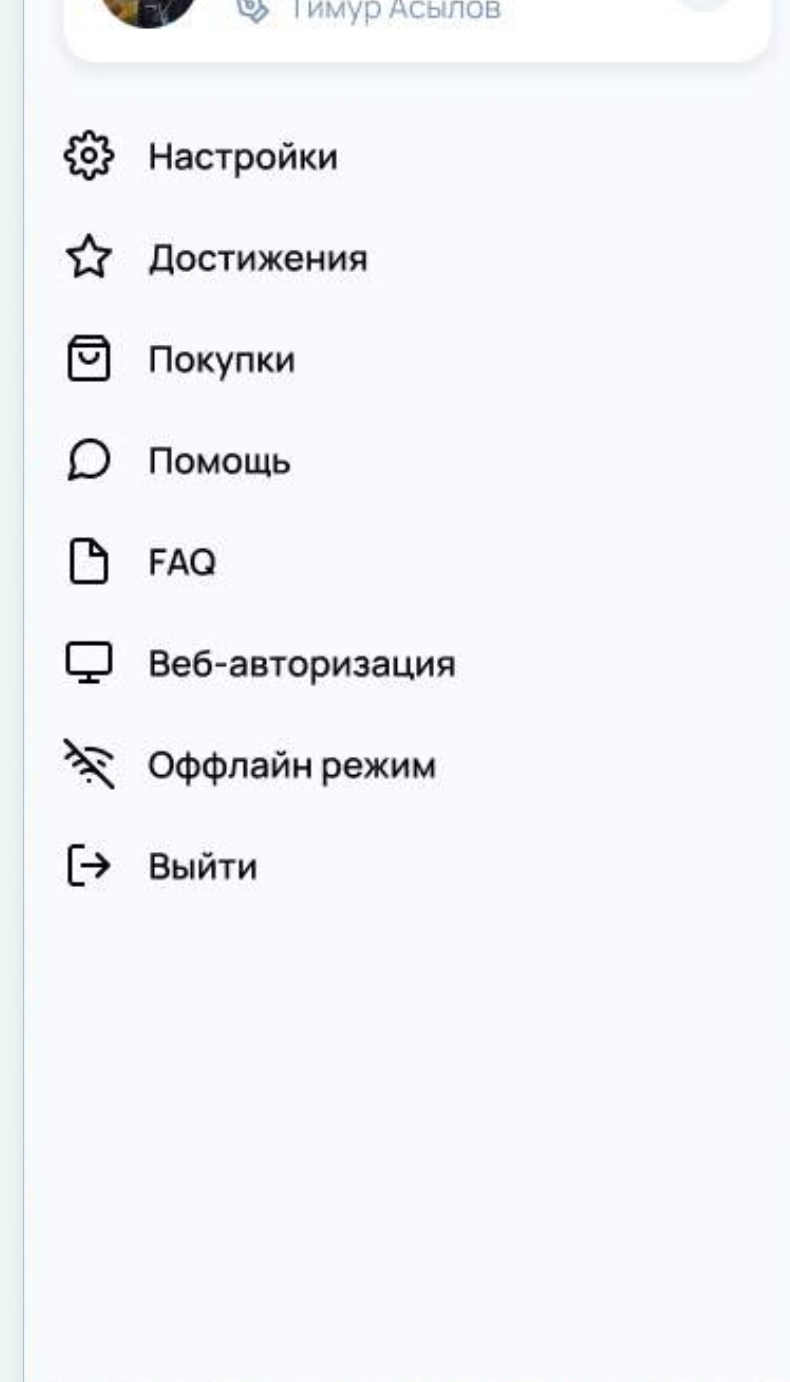 Тимур Асылов
Настройки
Достижения
Покупки
Помощь
FAQ
Веб-авторизация
Оффлайн режим
Выйти